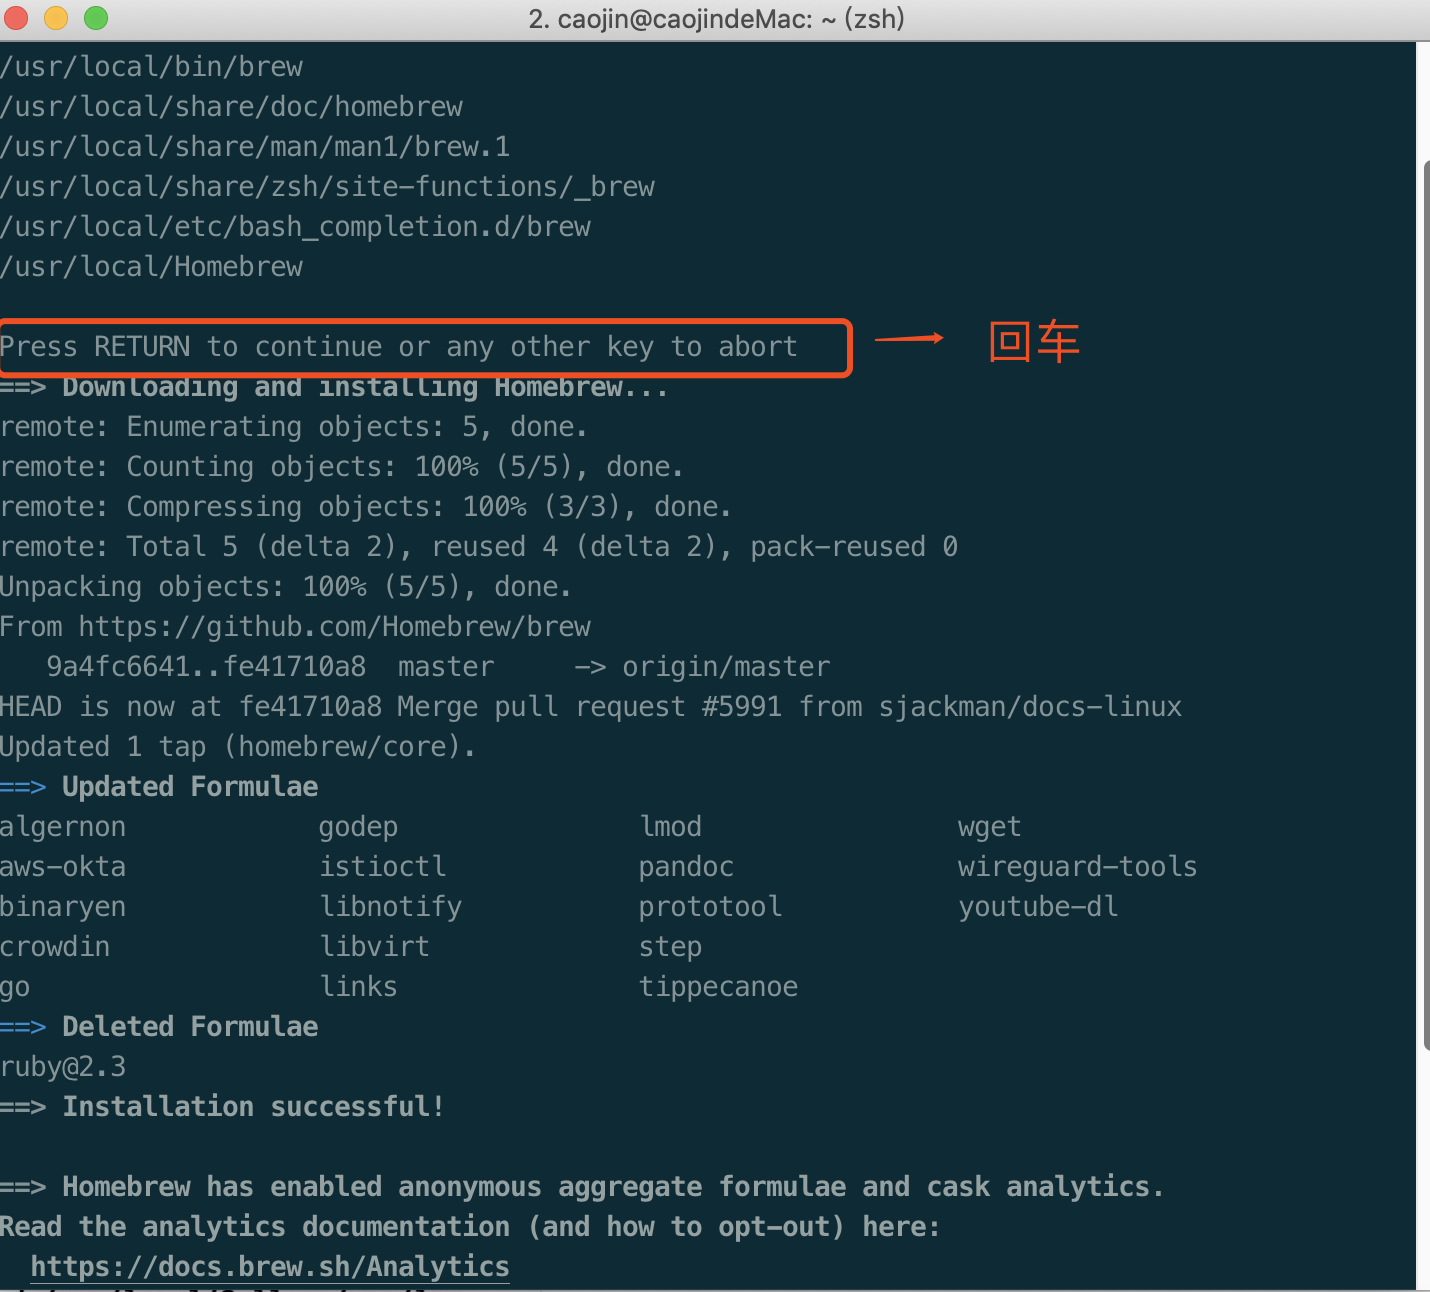 2. caojin@caojindeMac: ~ (zsh)
/usr/local/bin/brew
/usr/local/share/doc/homebrew
/usr/local/share/man/man1/brew.1
/usr/local/share/zsh/site-functions/_brew
/usr/local/etc/bash_completion.d/brew
/usr/local/Homebrew
Press RETURN to continue or any other key to abort → 回车
==> Downloading and installing Homebrew...
remote: Enumerating objects: 5, done.
remote: Counting objects: 100% (5/5), done.
remote: Compressing objects: 100% (3/3), done.
remote: Total 5 (delta 2), reused 4 (delta 2), pack-reused 0
Unpacking objects: 100% (5/5), done.
From https://github.com/Homebrew/brew
   9a4fc6641..fe41710a8  master     -> origin/master
HEAD is now at fe41710a8 Merge pull request #5991 from sjackman/docs-linux
Updated 1 tap (homebrew/core).
==> Updated Formulae
algernon            godep               lmod                wget
aws-okta            istioctl            pandoc              wireguard-tools
binaryen            libnotify           prototool           youtube-dl
crowdin             libvirt             step
go                  links               tippecanoe
==> Deleted Formulae
ruby@2.3
==> Installation successful!
==> Homebrew has enabled anonymous aggregate formulae and cask analytics.
Read the analytics documentation (and how to opt-out) here:
  https://docs.brew.sh/Analytics